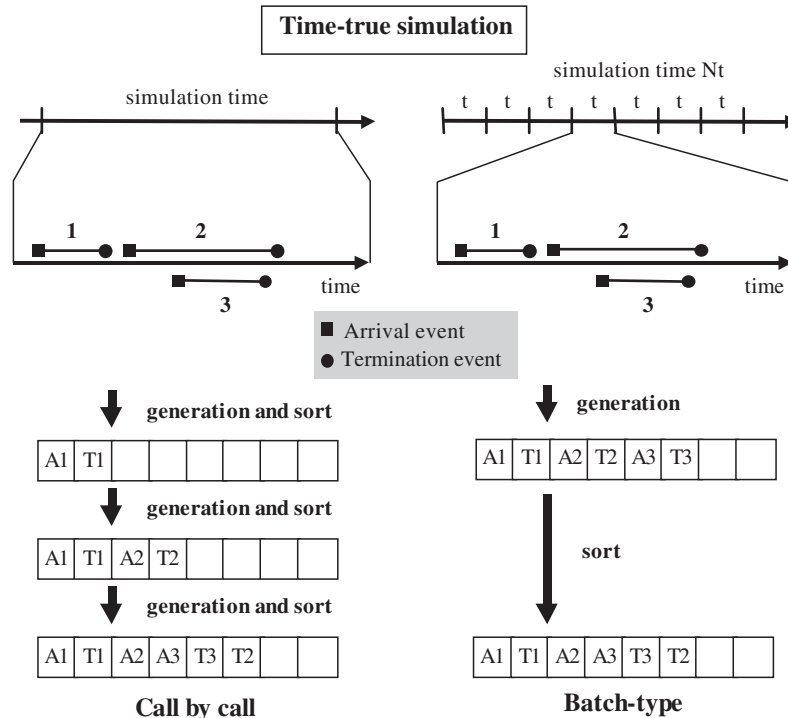 Time-true simulation
simulation time
simulation time Nt
t t t t t t t
1 2
3
time
1 2
3
time
Arrival event
Termination event
generation and sort
A1 T1
generation and sort
A1 T1 A2 T2
generation and sort
A1 T1 A2 A3 T3 T2
Call by call
generation
A1 T1 A2 T2 A3 T3
sort
A1 T1 A2 A3 T3 T2
Batch-type